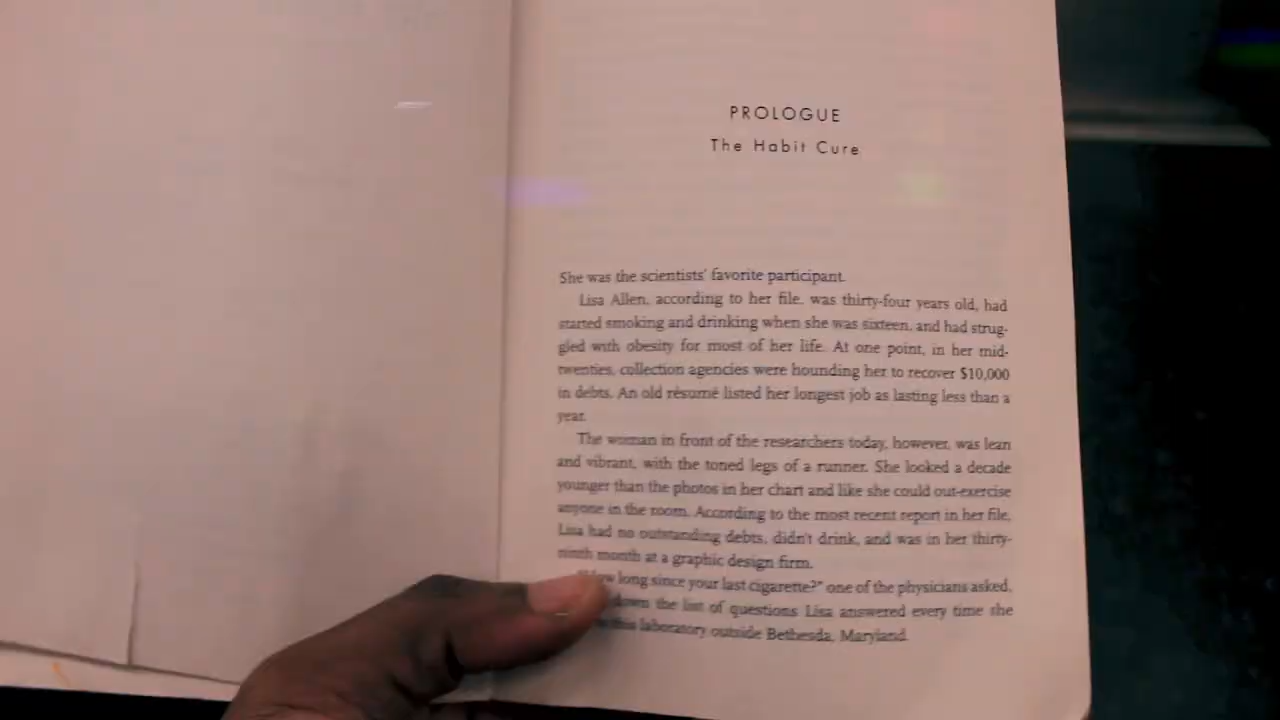 PROLOGUE
The Habit Cure
She was the scientists' favorite participant.
Lisa Allen, according to her file, was thirty-four years old, had
started smoking and drinking when she was sixteen, and had strug-
gled with obesity for most of her life. At one point, in her mid-
twenties, collection agencies were hounding her to recover $10,000
in debts. An old résumé listed her longest job as lasting less than a
year.
The woman in front of the researchers today, however, was lean
and vibrant, with the toned legs of a runner. She looked a decade
younger than the photos in her chart and like she could out-exercise
anyone in the room. According to the most recent report in her file,
Lisa had no outstanding debts, didn't drink, and was in her thirty-
ninth month at a graphic design firm.
long since your last cigarette?" one of the physicians asked,
down the list of questions Lisa answered every time she
this laboratory outside Bethesda, Maryland.